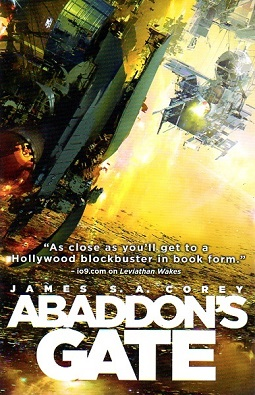 “As close as you’ll get to a
Hollywood blockbuster in book form.”
– io9.com on Leviathan Wakes
JAMES S. A. COREY
ABADDON'S
GATE